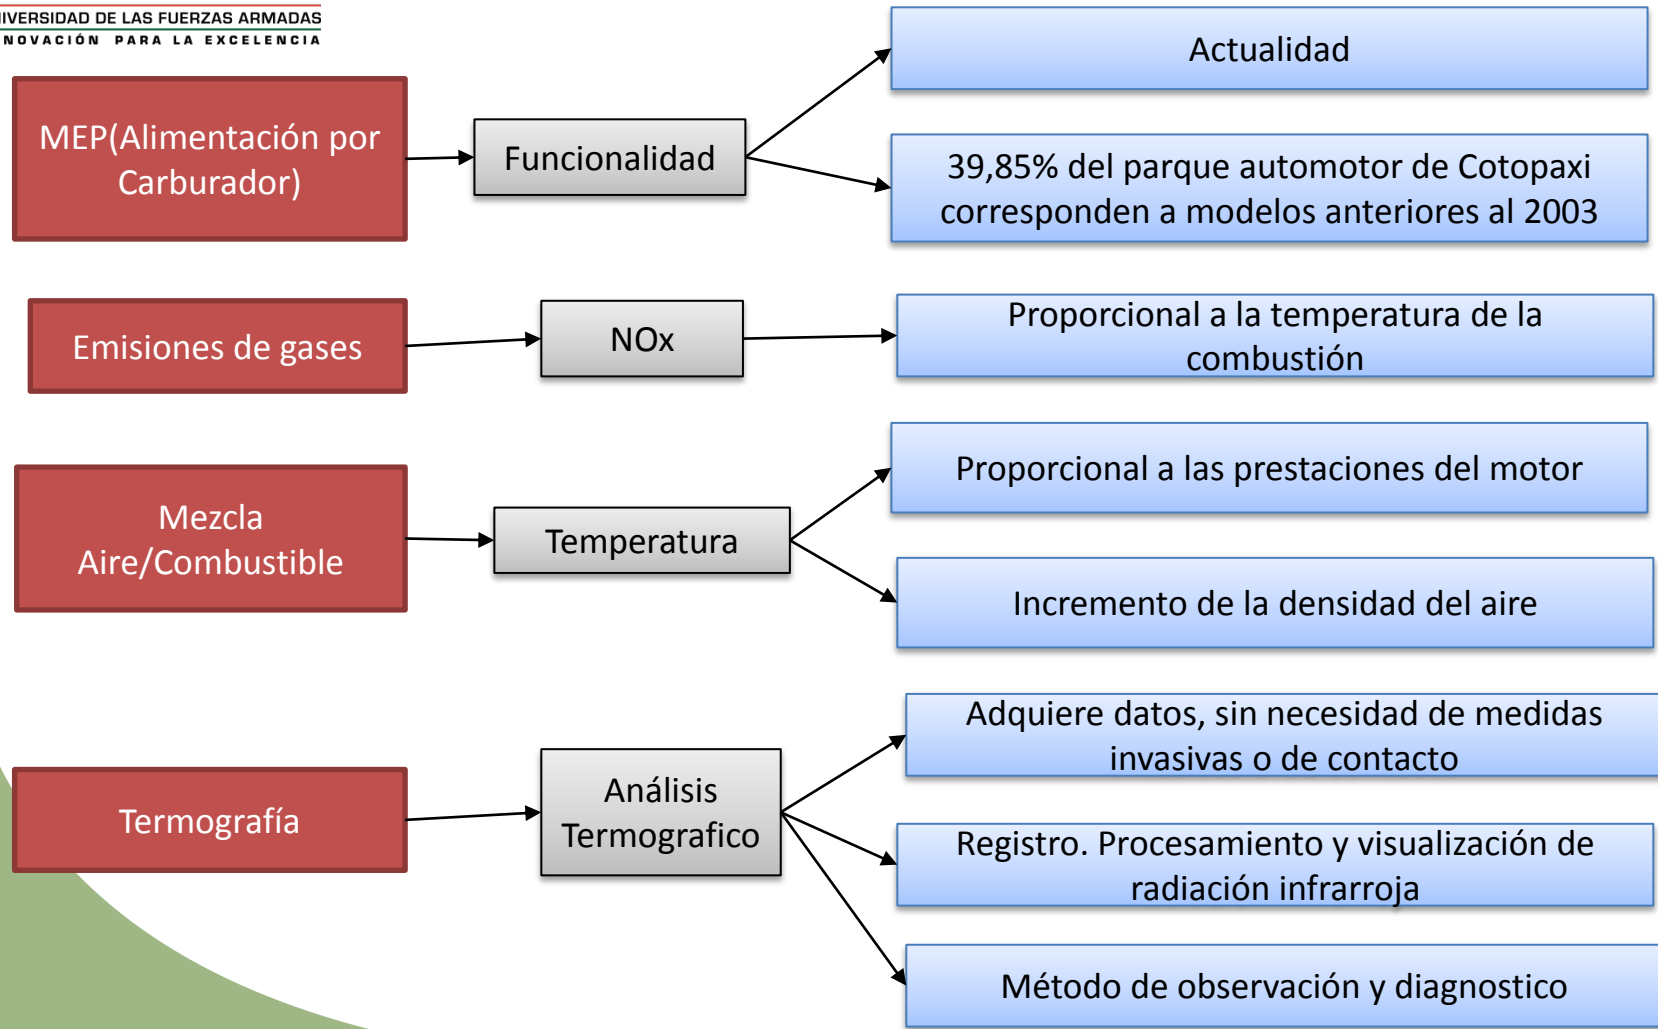 NIVERSIDAD DE LAS FUERZAS ARMADAS
NOVACIÓN PARA LA EXCELENCIA
MEP(Alimentación por
Carburador)
Funcionalidad
Actualidad
39,85% del parque automotor de Cotopaxi
corresponden a modelos anteriores al 2003
Emisiones de gases
NOx
Proporcional a la temperatura de la
combustión
Mezcla
Aire/Combustible
Temperatura
Proporcional a las prestaciones del motor
Incremento de la densidad del aire
Termografía
Análisis
Termografico
Adquiere datos, sin necesidad de medidas
invasivas o de contacto
Registro. Procesamiento y visualización de
radiación infrarroja
Método de observación y diagnostico